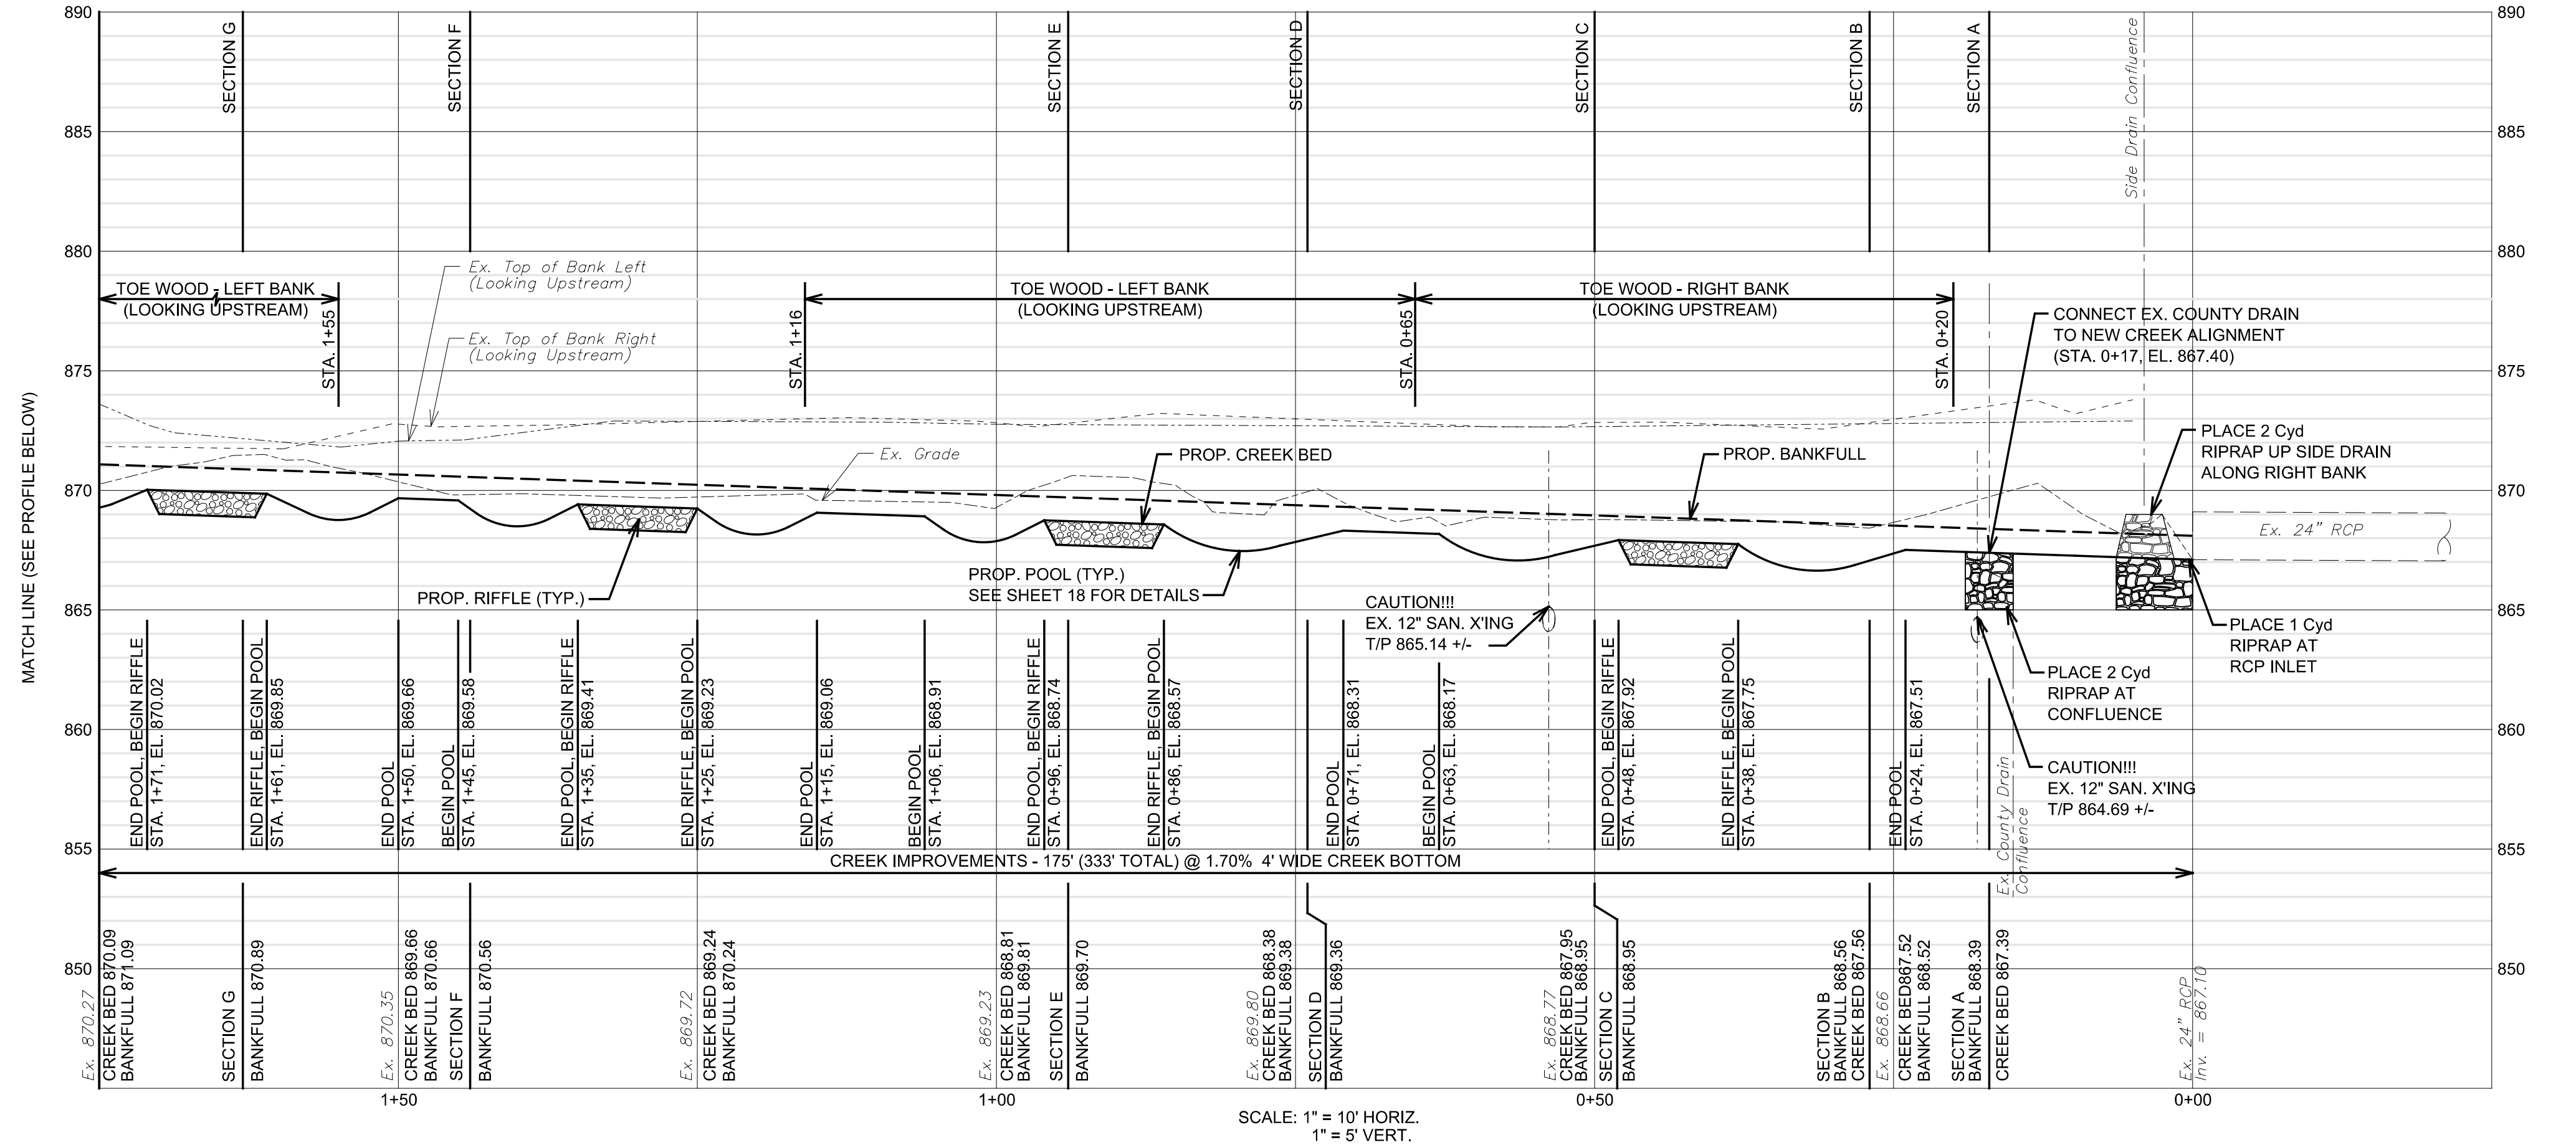 890
SECTION G
SECTION F
SECTION E
SECTION D
SECTION C
SECTION B
SECTION A
Side Drain Confluence
890
885
885
880
880
TOE WOOD - LEFT BANK
(LOOKING UPSTREAM)
STA. 1+55
Ex. Top of Bank Left
(Looking Upstream)
Ex. Top of Bank Right
(Looking Upstream)
STA. 1+16
TOE WOOD - LEFT BANK
(LOOKING UPSTREAM)
STA. 0+65
TOE WOOD - RIGHT BANK
(LOOKING UPSTREAM)
STA. 0+20
CONNECT EX. COUNTY DRAIN
TO NEW CREEK ALIGNMENT
(STA. 0+17, EL. 867.40)
875
875
MATCH LINE (SEE PROFILE BELOW)
Ex. Grade
PROP. CREEK BED
PROP. BANKFULL
PLACE 2 Cyd
RIPRAP UP SIDE DRAIN
ALONG RIGHT BANK
870
870
Ex. 24" RCP
PROP. RIFFLE (TYP.)
PROP. POOL (TYP.)
SEE SHEET 18 FOR DETAILS
CAUTION!!!
EX. 12" SAN. X'ING
T/P 865.14 +/-
865
865
PLACE 1 Cyd
RIPRAP AT
RCP INLET
PLACE 2 Cyd
RIPRAP AT
CONFLUENCE
CAUTION!!!
EX. 12" SAN. X'ING
T/P 864.69 +/-
Ex. County Drain
Confluence
860
860
END POOL, BEGIN RIFFLE
STA. 1+71, EL. 870.02
END RIFFLE, BEGIN POOL
STA. 1+61, EL. 869.85
END POOL
STA. 1+50, EL. 869.66
BEGIN POOL
STA. 1+45, EL. 869.58
END POOL, BEGIN RIFFLE
STA. 1+35, EL. 869.41
END RIFFLE, BEGIN POOL
STA. 1+25, EL. 869.23
END POOL
STA. 1+15, EL. 869.06
BEGIN POOL
STA. 1+06, EL. 868.91
END POOL, BEGIN RIFFLE
STA. 0+96, EL. 868.74
END RIFFLE, BEGIN POOL
STA. 0+86, EL. 868.57
END POOL
STA. 0+71, EL. 868.31
BEGIN POOL
STA. 0+63, EL. 868.17
END POOL, BEGIN RIFFLE
STA. 0+48, EL. 867.92
END RIFFLE, BEGIN POOL
STA. 0+38, EL. 867.75
END POOL
STA. 0+24, EL. 867.51
855
855
CREEK IMPROVEMENTS - 175' (333' TOTAL) @ 1.70% 4' WIDE CREEK BOTTOM
850
850
Ex. 870.27
CREEK BED 870.09
BANKFULL 871.09
SECTION G
BANKFULL 870.89
Ex. 870.35
CREEK BED 869.66
BANKFULL 870.66
SECTION F
BANKFULL 870.56
Ex. 869.72
CREEK BED 869.24
BANKFULL 870.24
Ex. 869.23
CREEK BED 868.81
BANKFULL 869.81
SECTION E
BANKFULL 869.70
Ex. 869.80
CREEK BED 868.38
BANKFULL 869.38
SECTION D
BANKFULL 869.36
Ex. 868.77
CREEK BED 867.95
BANKFULL 868.95
SECTION C
BANKFULL 868.95
SECTION B
BANKFULL 868.56
CREEK BED 867.56
Ex. 868.66
CREEK BED867.52
BANKFULL 868.52
SECTION A
BANKFULL 868.39
CREEK BED 867.39
Ex. 24" RCP
Inv. = 867.10
1+50
1+00
0+50
0+00
SCALE: 1" = 10' HORIZ.
1" = 5' VERT.